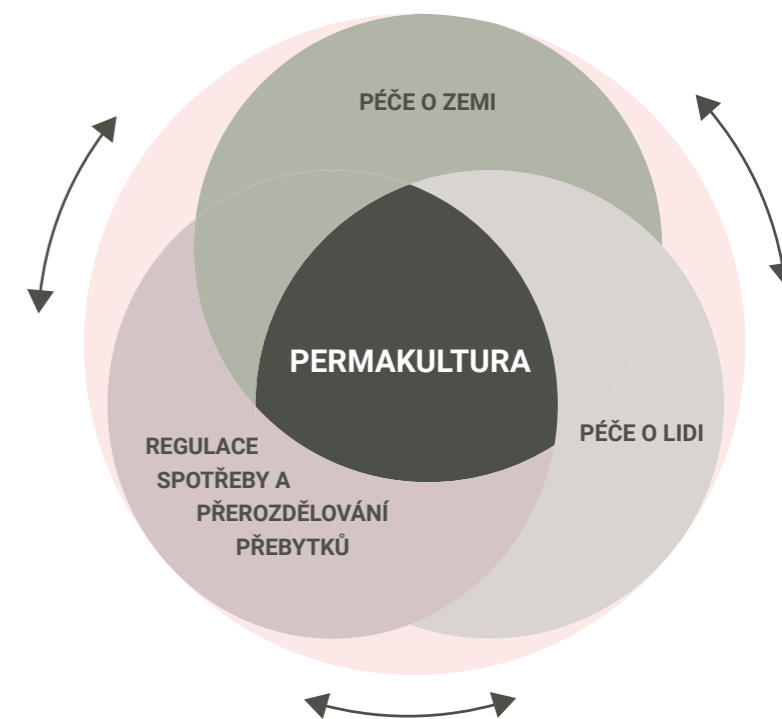 PÉČE O ZEMI
PERMAKULTURA
PÉČE O LIDI
REGULACE
SPOTŘEBY A
PŘEROZDĚLOVÁNÍ
PŘEBYTKŮ